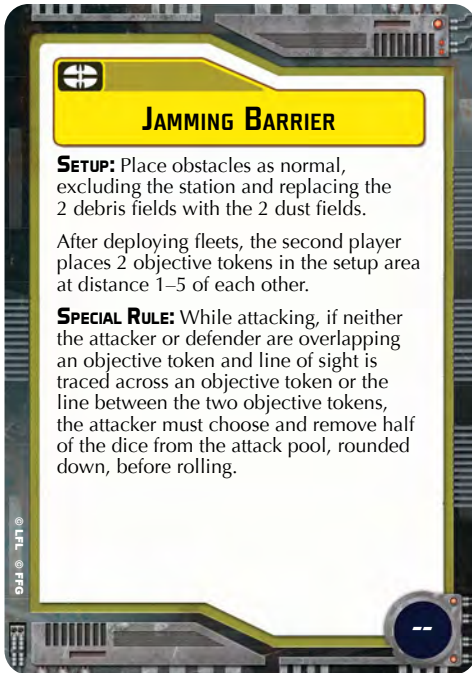 JAMMING BARRIER
SETUP: Place obstacles as normal,
excluding the station and replacing the
2 debris fields with the 2 dust fields.
After deploying fleets, the second player
places 2 objective tokens in the setup area
at distance 1–5 of each other.
SPECIAL RULE: While attacking, if neither
the attacker or defender are overlapping
an objective token and line of sight is
traced across an objective token or the
line between the two objective tokens,
the attacker must choose and remove half
of the dice from the attack pool, rounded
down, before rolling.
© LFL © FFG
--